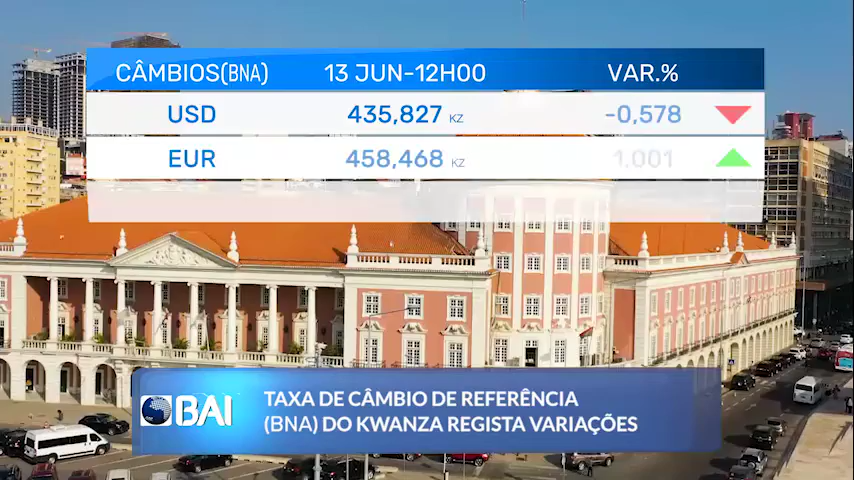 CÂMBIOS(BNA) 13 JUN-12H00 VAR.%
USD 435,827 KZ -0,578
EUR 458,468 KZ 1,001
BAI
TAXA DE CÂMBIO DE REFERÊNCIA
(BNA) DO KWANZA REGISTA VARIAÇÕES